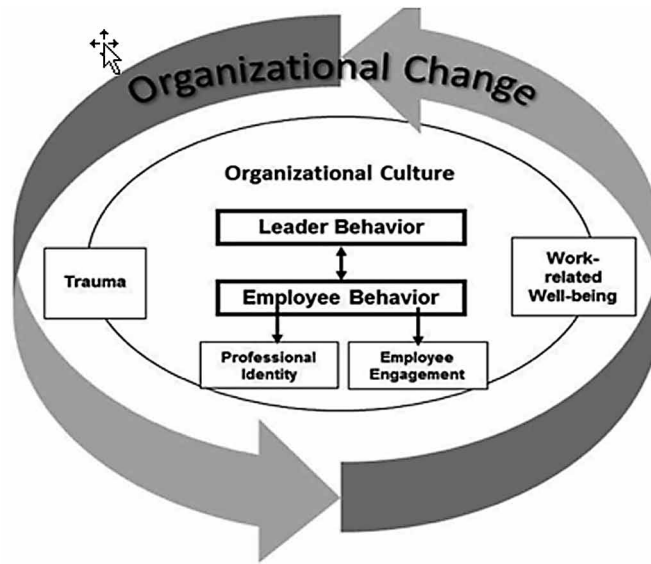 Organizational Change
Organizational Culture
Leader Behavior
Trauma
Work-
related
Well-being
Employee Behavior
Professional
Identity
Employee
Engagement